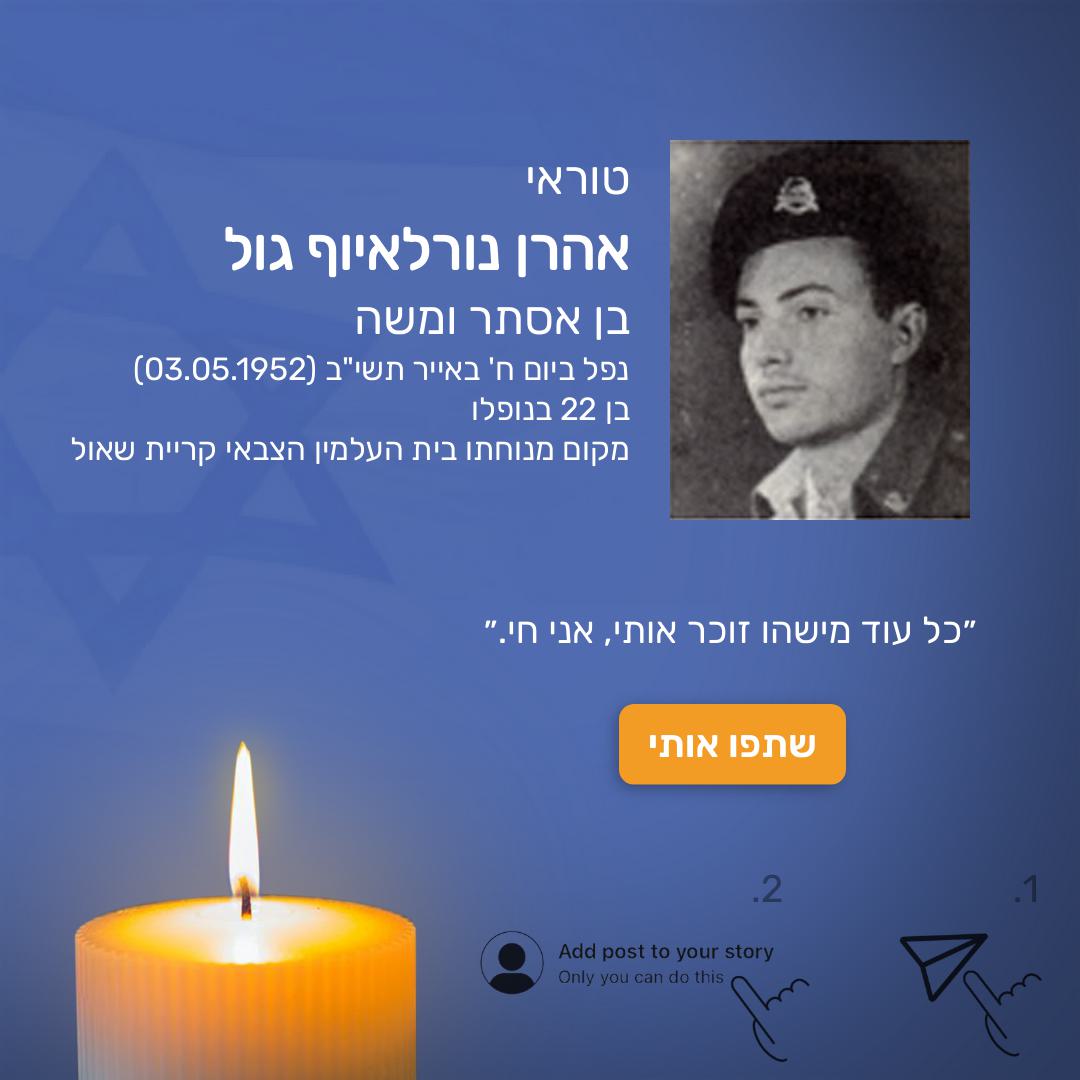 טוראי
אהרן נורלאיוף גול
בן אסתר ומשה
נפל ביום ח' באייר תשי"ב (03.05.1952)
בן 22 בנופלו
מקום מנוחתו בית העלמין הצבאי קריית שאול
״כל עוד מישהו זוכר אותי, אני חי.״
שתפו אותי
1.
2.
Add post to your story
Only you can do this